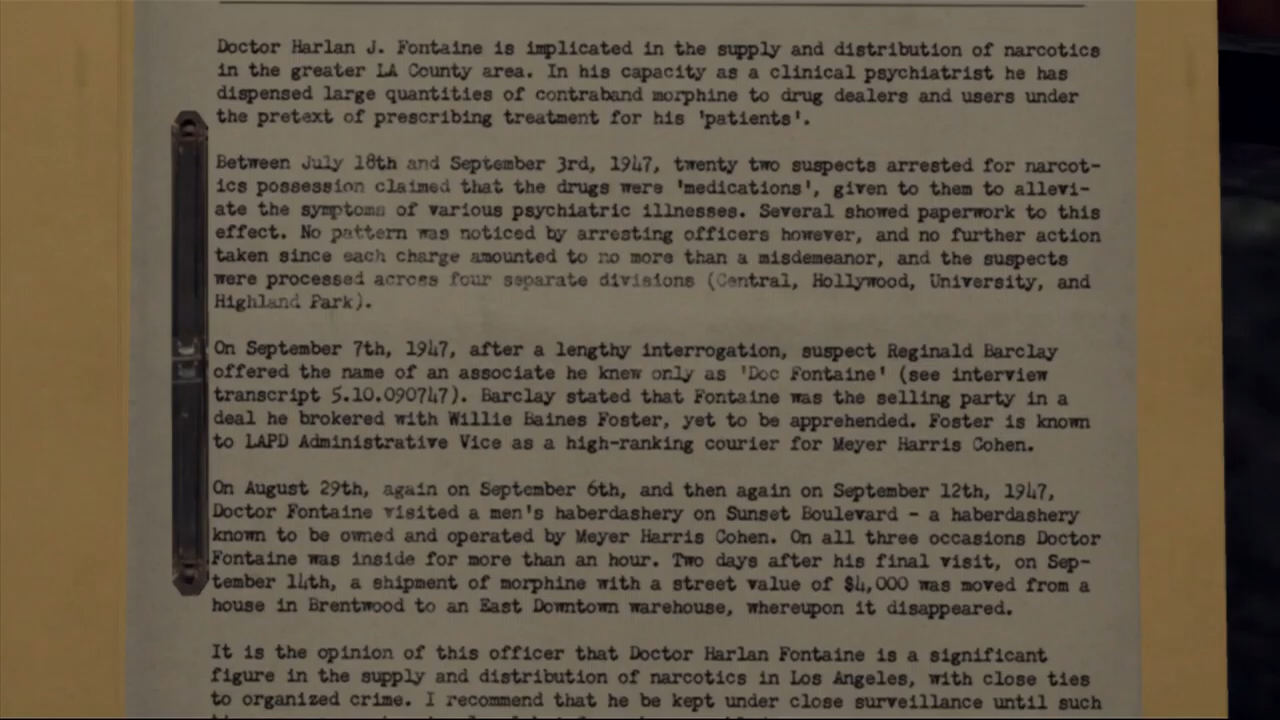 Doctor Harlan J. Fontaine is implicated in the supply and distribution of narcotics
in the greater LA County area. In his capacity as a clinical psychiatrist he has
dispensed large quantities of contraband morphine to drug dealers and users under
the pretext of prescribing treatment for his 'patients'.
Between July 18th and September 3rd, 1947, twenty two suspects arrested for narcot-
ics possession claimed that the drugs were 'medications', given to them to allevi-
ate the symptoms of various psychiatric illnesses. Several showed paperwork to this
effect. No pattern was noticed by arresting officers however, and no further action
taken since each charge amounted to no more than a misdemeanor, and the suspects
were processed across four separate divisions (Central, Hollywood, University, and
Highland Park).
On September 7th, 1947, after a lengthy interrogation, suspect Reginald Barclay
offered the name of an associate he knew only as 'Doc Fontaine' (see interview
transcript 5.10.090747). Barclay stated that Fontaine was the selling party in a
deal he brokered with Willie Baines Foster, yet to be apprehended. Foster is known
to LAPD Administrative Vice as a high-ranking courier for Meyer Harris Cohen.
On August 29th, again on September 6th, and then again on September 12th, 1947,
Doctor Fontaine visited a men's haberdashery on Sunset Boulevard - a haberdashery
known to be owned and operated by Meyer Harris Cohen. On all three occasions Doctor
Fontaine was inside for more than an hour. Two days after his final visit, on Sep-
tember 14th, a shipment of morphine with a street value of $4,000 was moved from a
house in Brentwood to an East Downtown warehouse, whereupon it disappeared.
It is the opinion of this officer that Doctor Harlan Fontaine is a significant
figure in the supply and distribution of narcotics in Los Angeles, with close ties
to organized crime. I recommend that he be kept under close surveillance until such